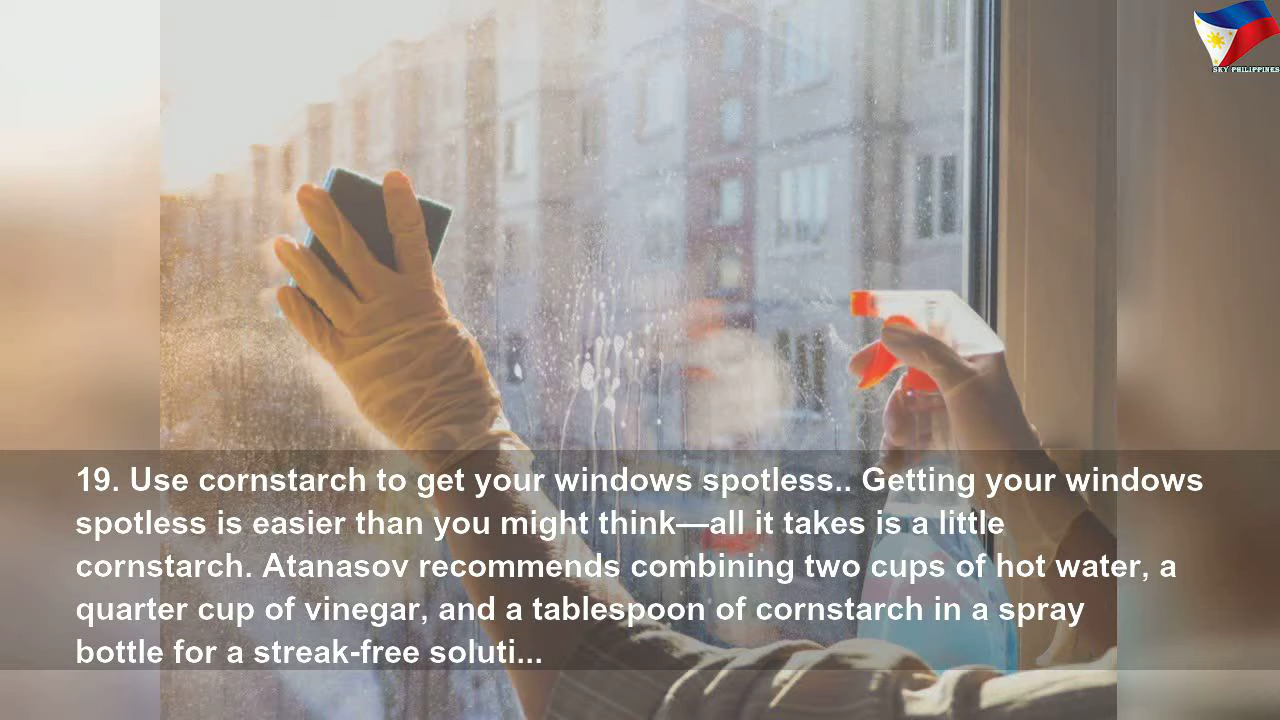 SKY PHILIPPINES
19. Use cornstarch to get your windows spotless.. Getting your windows
spotless is easier than you might think—all it takes is a little
cornstarch. Atanasov recommends combining two cups of hot water, a
quarter cup of vinegar, and a tablespoon of cornstarch in a spray
bottle for a streak-free soluti...